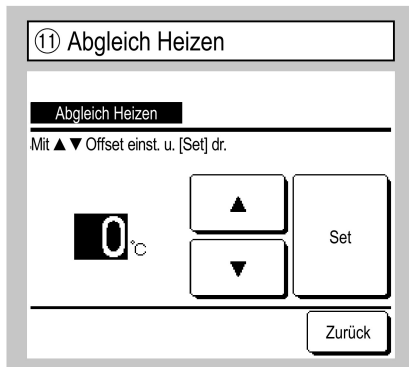 ⑪ Abgleich Heizen
Abgleich Heizen
Mit ▲▼ Offset einst. u. [Set] dr.
▲
0°C
Set
▼
Zurück